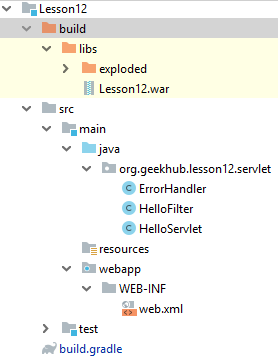 Lesson12
build
libs
exploded
Lesson12.war
src
main
java
org.geekhub.lesson12.servlet
C ErrorHandler
C HelloFilter
C HelloServlet
resources
webapp
WEB-INF
web.xml
test
build.gradle